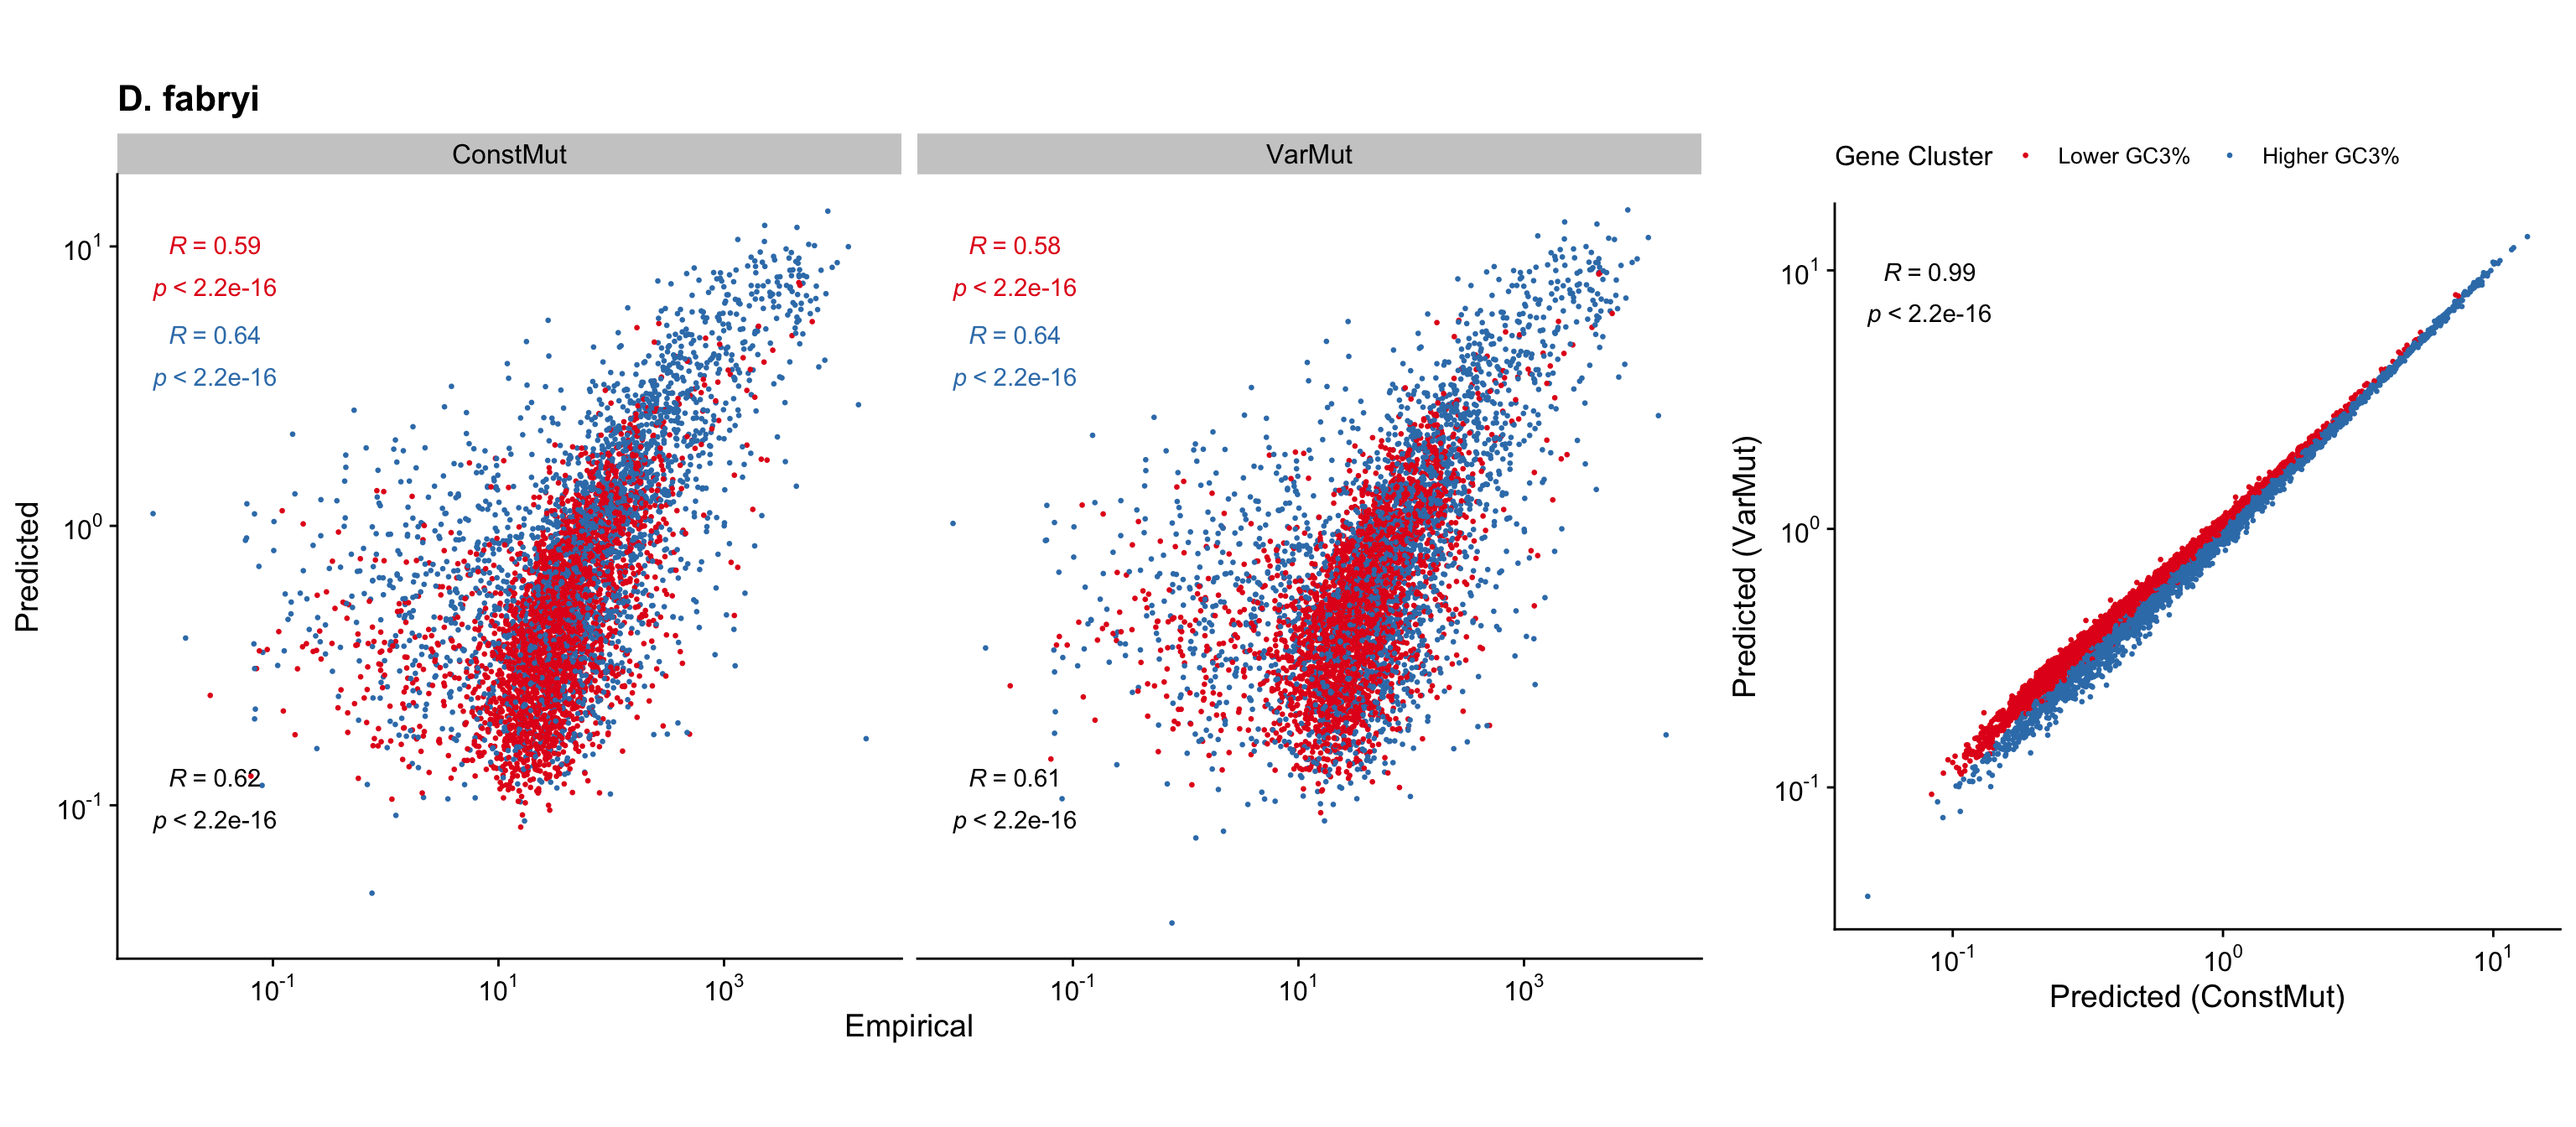 D. fabryi
ConstMut
VarMut
Gene Cluster Lower GC3% Higher GC3%
Predicted
10^1
10^0
10^-1
R = 0.59
p < 2.2e-16
R = 0.64
p < 2.2e-16
R = 0.62
p < 2.2e-16
R = 0.58
p < 2.2e-16
R = 0.64
p < 2.2e-16
R = 0.61
p < 2.2e-16
10^-1 10^1 10^3
10^-1 10^1 10^3
Empirical
Predicted (VarMut)
10^1
10^0
10^-1
R = 0.99
p < 2.2e-16
10^-1 10^0 10^1
Predicted (ConstMut)